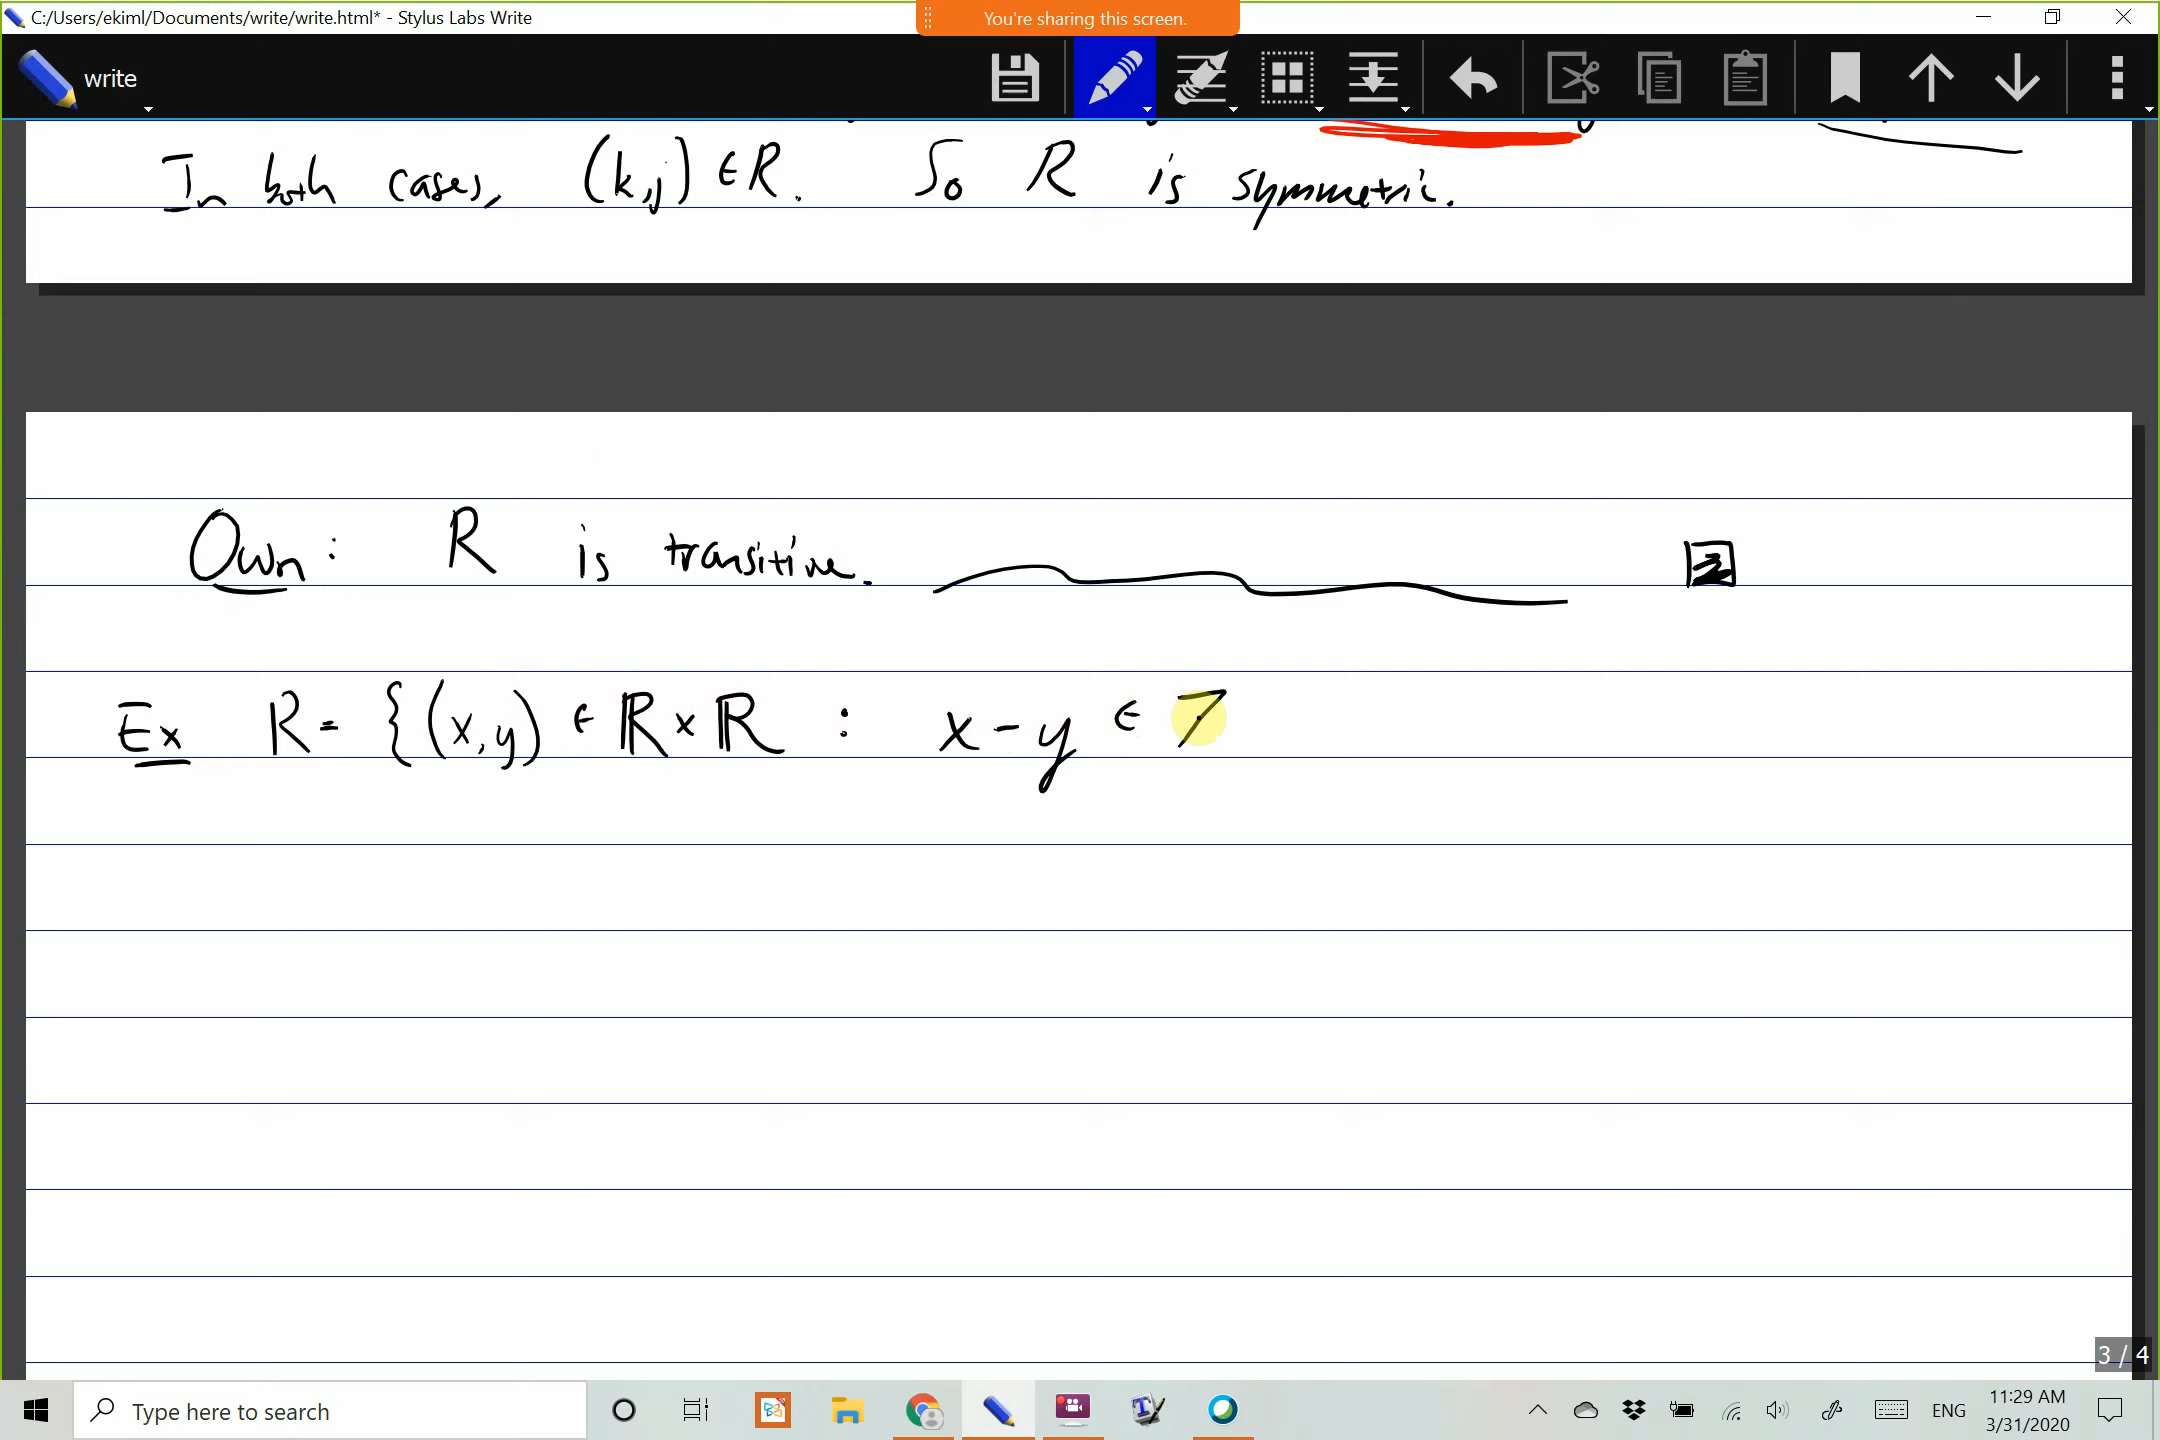 C:/Users/ekiml/Documents/write/write.html* - Stylus Labs Write
You're sharing this screen.
write
In both cases, (k,j) ∈ R. So R is symmetric.
Own: R is transitive.
Ex R = {(x,y) ∈ ℝ × ℝ : x - y ∈
3 / 4
Type here to search
ENG
11:29 AM
3/31/2020